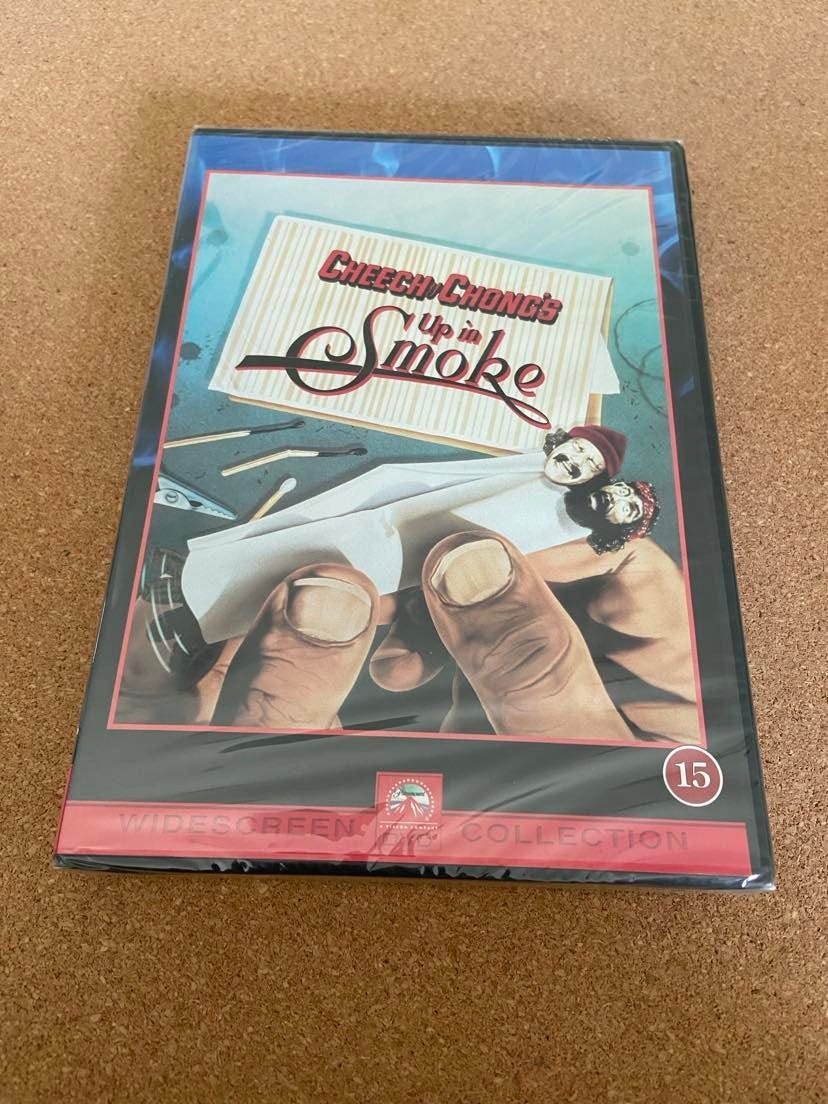 CHEECH & CHONG'S
Up in
Smoke
15
WIDESCREEN COLLECTION